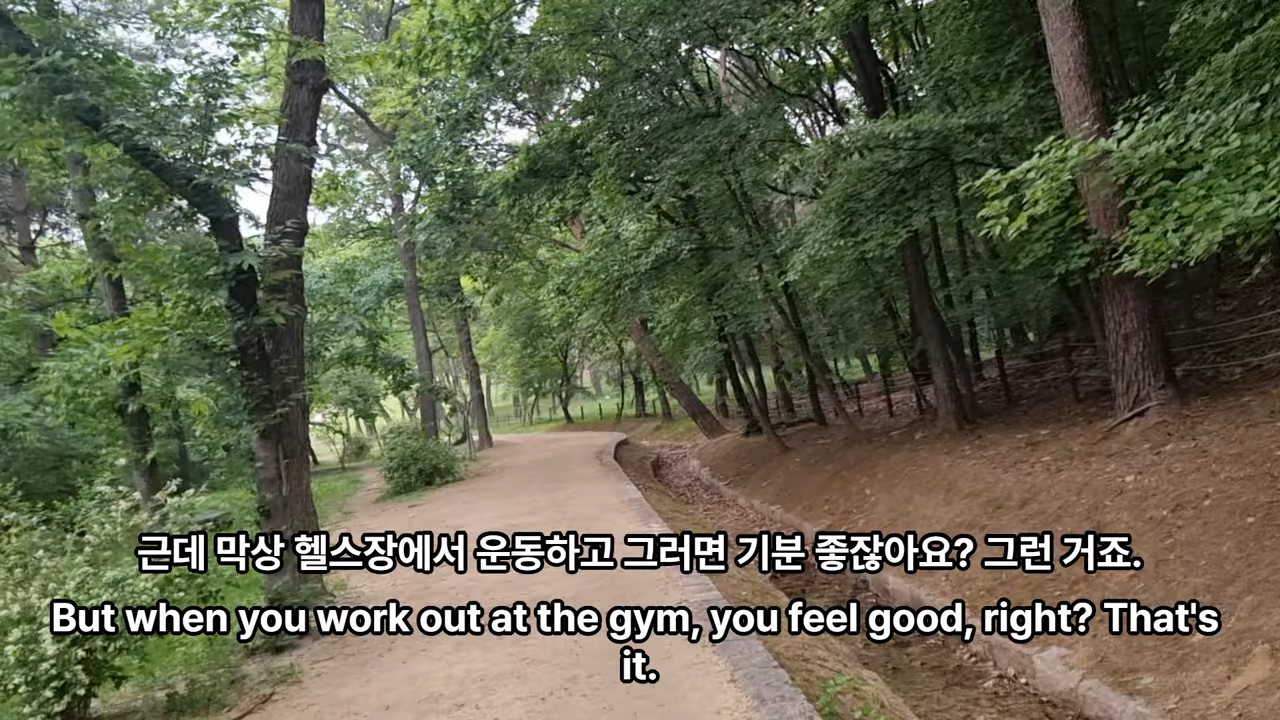 근데 막상 헬스장에서 운동하고 그러면 기분 좋잖아요? 그런 거죠.
But when you work out at the gym, you feel good, right? That's
it.